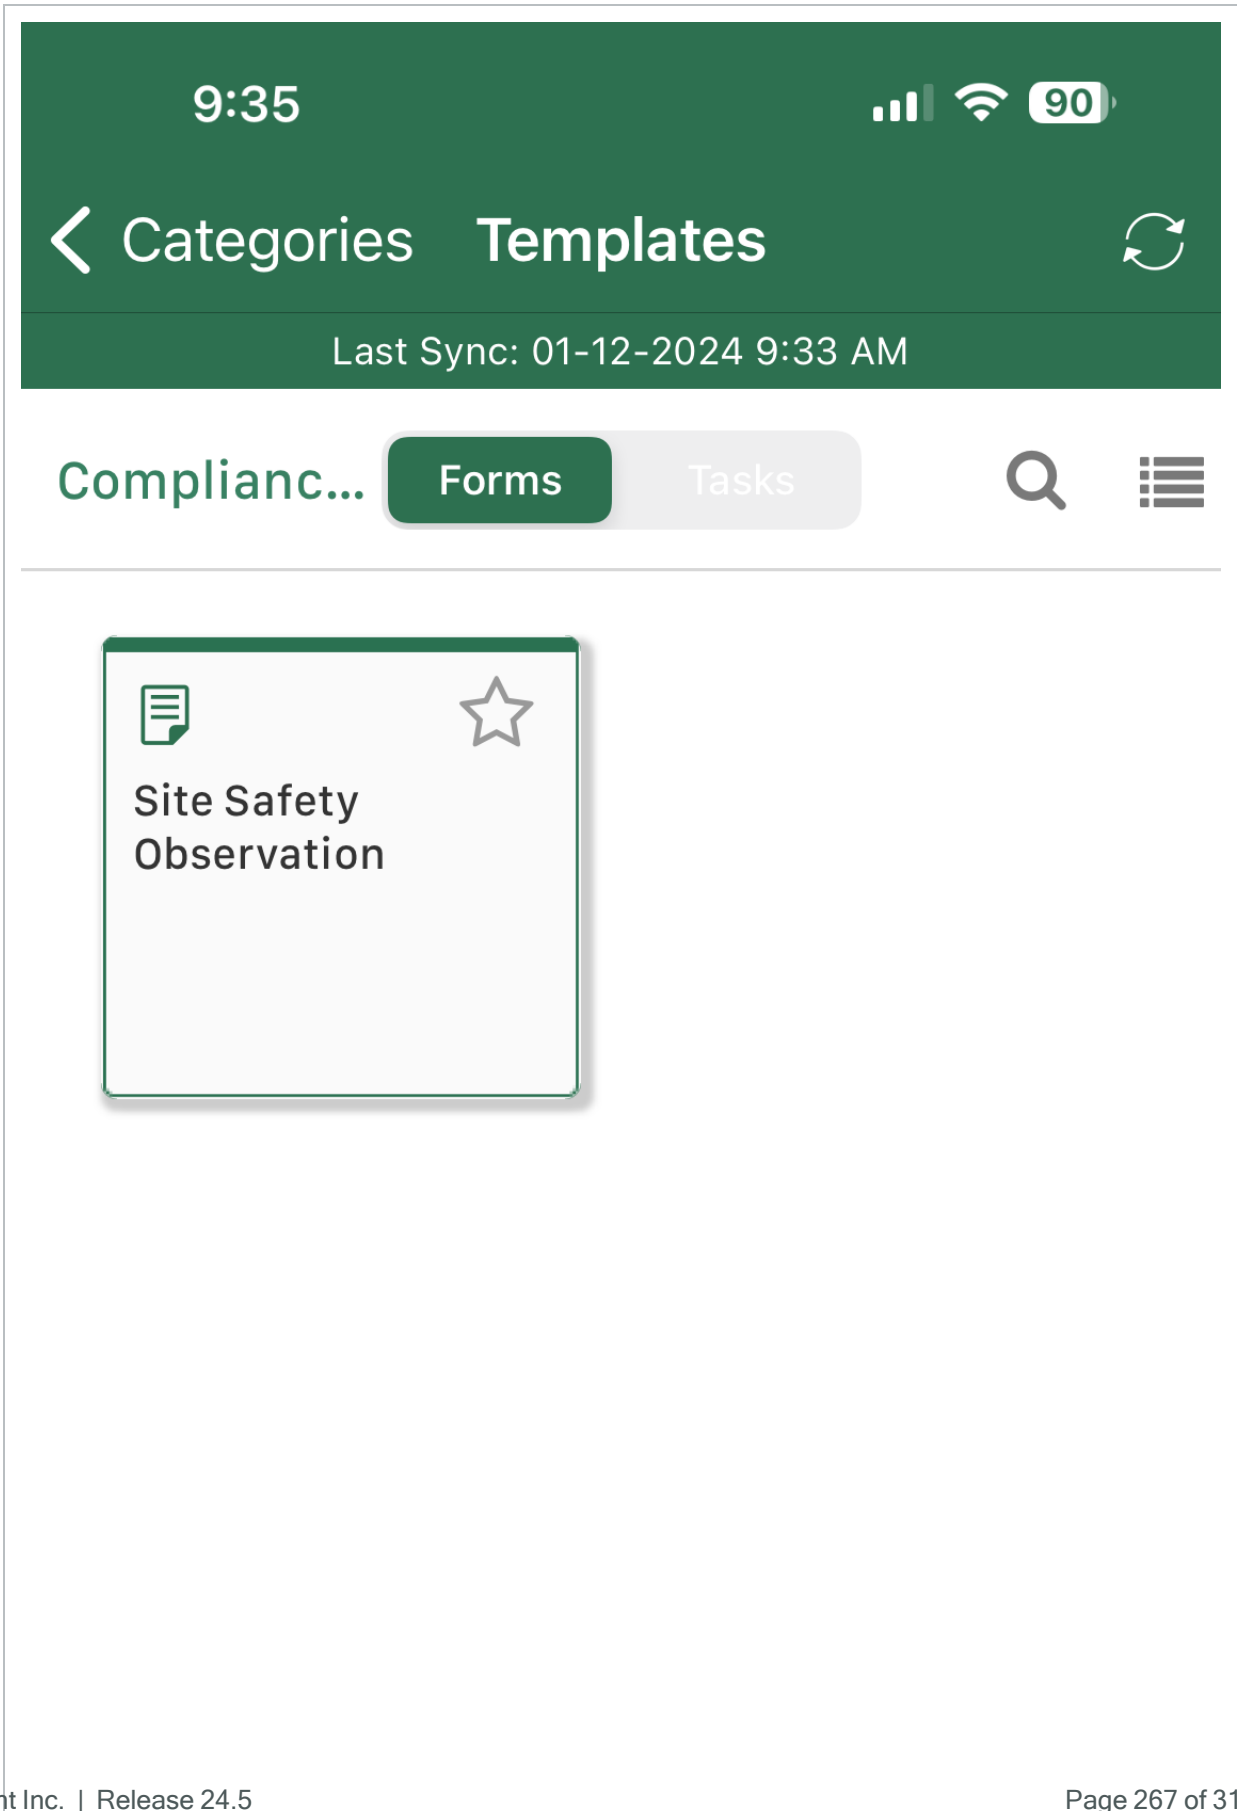 9:35 90
Categories Templates
Last Sync: 01-12-2024 9:33 AM
Complianc... Forms Tasks
Site Safety
Observation
nt Inc. | Release 24.5 Page 267 of 31